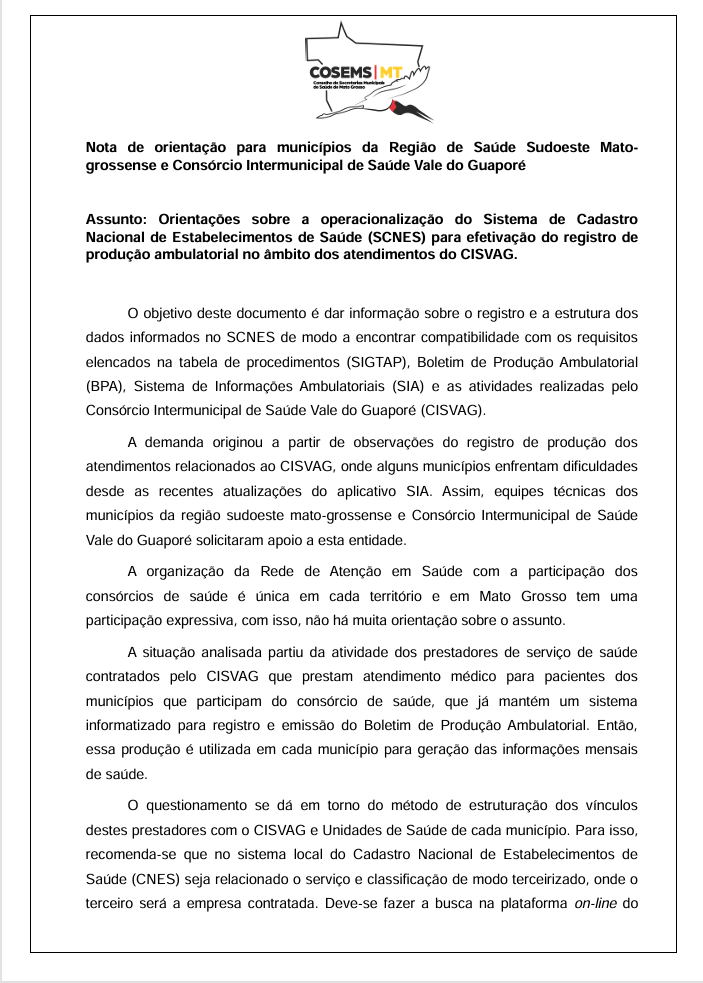 COSEMS|MT
Conselho de Secretarias Municipais
de Saúde de Mato Grosso
Nota de orientação para municípios da Região de Saúde Sudoeste Mato-
grossense e Consórcio Intermunicipal de Saúde Vale do Guaporé
Assunto: Orientações sobre a operacionalização do Sistema de Cadastro
Nacional de Estabelecimentos de Saúde (SCNES) para efetivação do registro de
produção ambulatorial no âmbito dos atendimentos do CISVAG.
O objetivo deste documento é dar informação sobre o registro e a estrutura dos
dados informados no SCNES de modo a encontrar compatibilidade com os requisitos
elencados na tabela de procedimentos (SIGTAP), Boletim de Produção Ambulatorial
(BPA), Sistema de Informações Ambulatoriais (SIA) e as atividades realizadas pelo
Consórcio Intermunicipal de Saúde Vale do Guaporé (CISVAG).
A demanda originou a partir de observações do registro de produção dos
atendimentos relacionados ao CISVAG, onde alguns municípios enfrentam dificuldades
desde as recentes atualizações do aplicativo SIA. Assim, equipes técnicas dos
municípios da região sudoeste mato-grossense e Consórcio Intermunicipal de Saúde
Vale do Guaporé solicitaram apoio a esta entidade.
A organização da Rede de Atenção em Saúde com a participação dos
consórcios de saúde é única em cada território e em Mato Grosso tem uma
participação expressiva, com isso, não há muita orientação sobre o assunto.
A situação analisada partiu da atividade dos prestadores de serviço de saúde
contratados pelo CISVAG que prestam atendimento médico para pacientes dos
municípios que participam do consórcio de saúde, que já mantém um sistema
informatizado para registro e emissão do Boletim de Produção Ambulatorial. Então,
essa produção é utilizada em cada município para geração das informações mensais
de saúde.
O questionamento se dá em torno do método de estruturação dos vínculos
destes prestadores com o CISVAG e Unidades de Saúde de cada município. Para isso,
recomenda-se que no sistema local do Cadastro Nacional de Estabelecimentos de
Saúde (CNES) seja relacionado o serviço e classificação de modo terceirizado, onde o
terceiro será a empresa contratada. Deve-se fazer a busca na plataforma on-line do